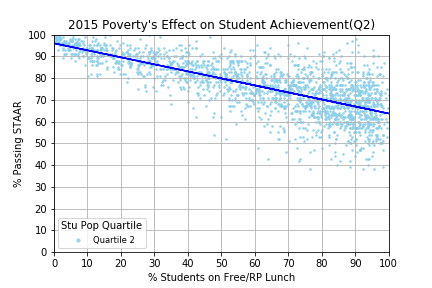 2015 Poverty's Effect on Student Achievement(Q2)
100
90
80
70
60
50
40
30
20
10
0
% Passing STAAR
Stu Pop Quartile
Quartile 2
0 10 20 30 40 50 60 70 80 90 100
% Students on Free/RP Lunch